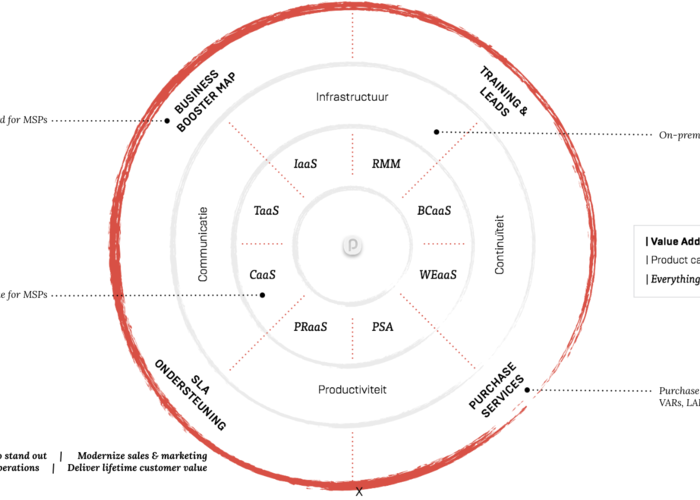 BUSINESS
BOOSTER MAP
TRAINING &
LEADS
Infrastructuur
for MSPs
On-prem
IaaS
RMM
TaaS
BCaaS
Communicatie
Continuïteit
p
| Value Add
| Product ca
| Everything
CaaS
WEaaS
for MSPs
PRaaS
PSA
Productiviteit
SLA
ONDERSTEUNING
PURCHASE
SERVICES
Purchase
VARs, LA
stand out | Modernize sales & marketing
perations | Deliver lifetime customer value
X